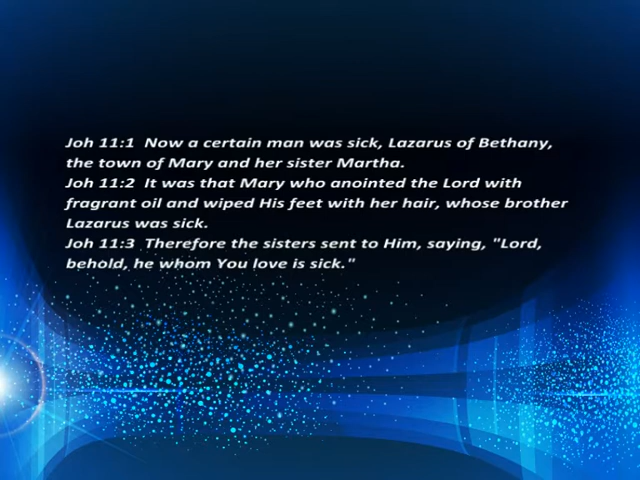 Joh 11:1  Now a certain man was sick, Lazarus of Bethany,
the town of Mary and her sister Martha.
Joh 11:2  It was that Mary who anointed the Lord with
fragrant oil and wiped His feet with her hair, whose brother
Lazarus was sick.
Joh 11:3  Therefore the sisters sent to Him, saying, "Lord,
behold, he whom You love is sick."